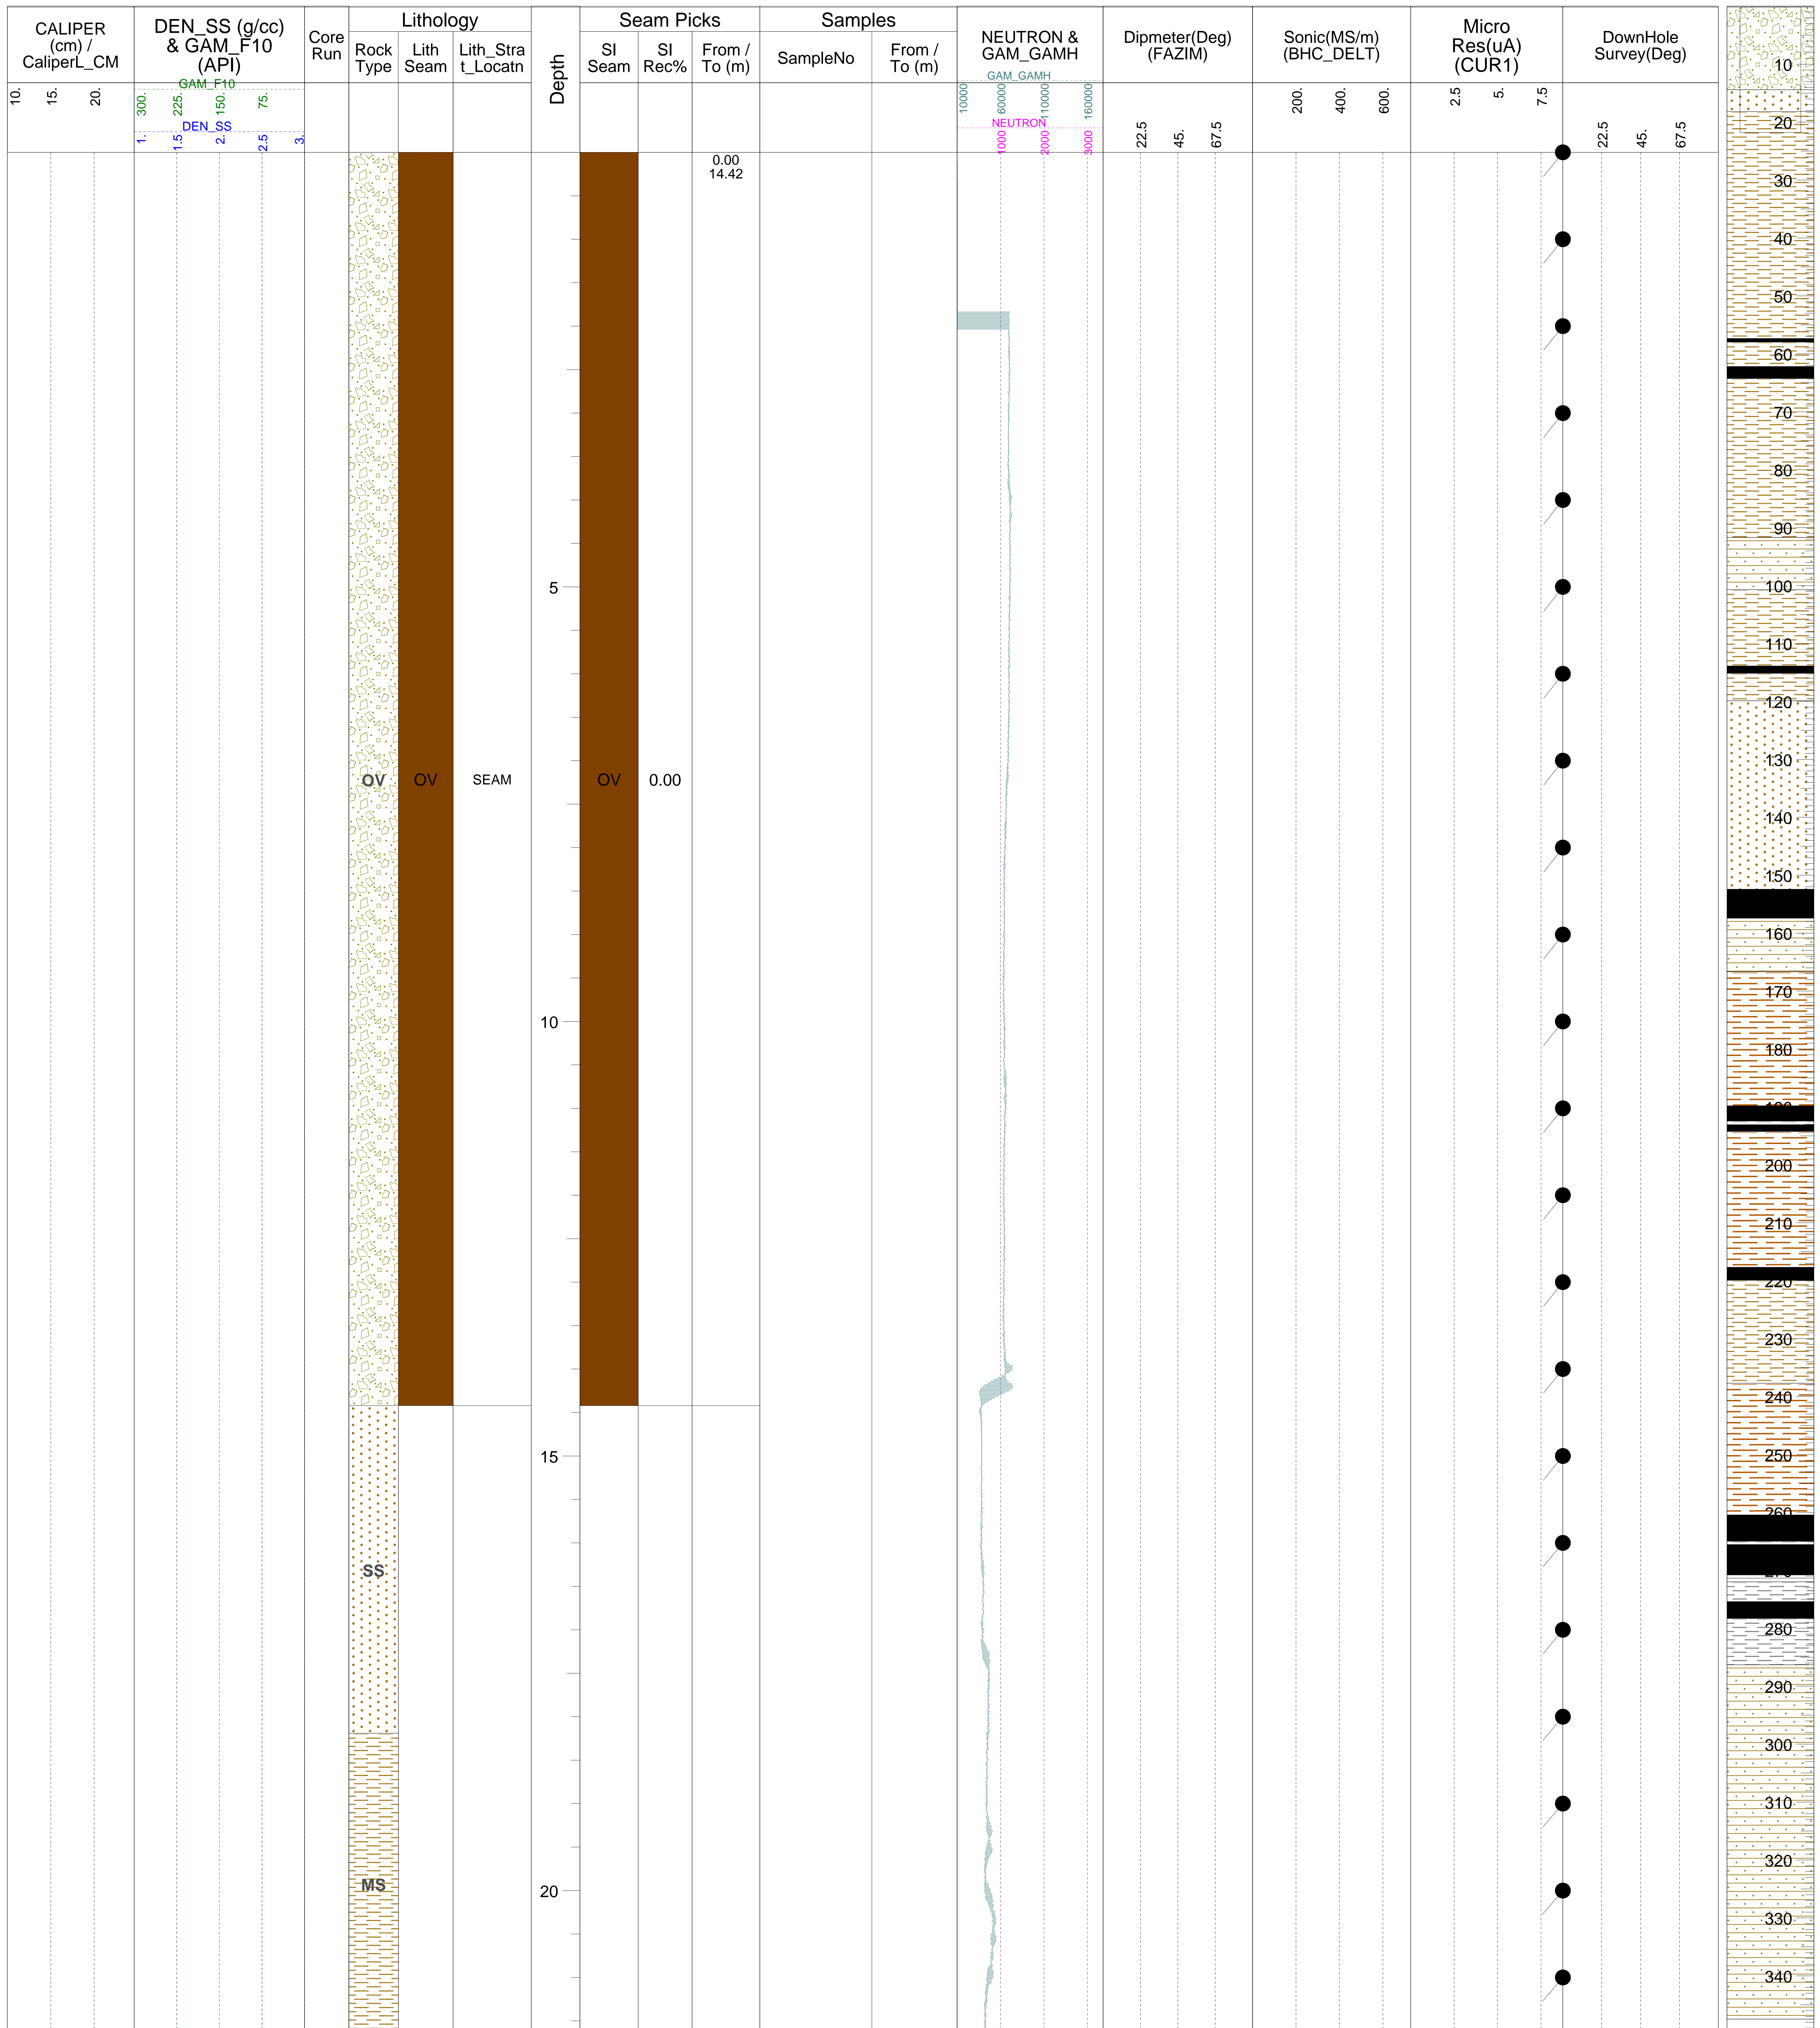 CALIPER
(cm) /
CaliperL_CM
10. 15. 20.
DEN_SS (g/cc)
& GAM_F10
(API)
GAM_F10
300. 225. 150. 75.
DEN_SS
1. 1.5 2. 2.5 3.
Core
Run
Lithology
Rock
Type
Lith
Seam
Lith_Stra
t_Locatn
Depth
Seam Picks
SI
Seam
SI
Rec%
From /
To (m)
Samples
SampleNo
From /
To (m)
NEUTRON &
GAM_GAMH
GAM_GAMH
10000 60000 110000 160000
NEUTRON
1000 2000 3000
Dipmeter(Deg)
(FAZIM)
22.5 45. 67.5
Sonic(MS/m)
(BHC_DELT)
200. 400. 600.
Micro
Res(uA)
(CUR1)
2.5 5. 7.5
DownHole
Survey(Deg)
22.5 45. 67.5
0.00
14.42
5
OV OV SEAM OV 0.00
10
15
SS
MS
20
10
20
30
40
50
60
70
80
90
100
110
120
130
140
150
160
170
180
200
210
220
230
240
250
260
280
290
300
310
320
330
340